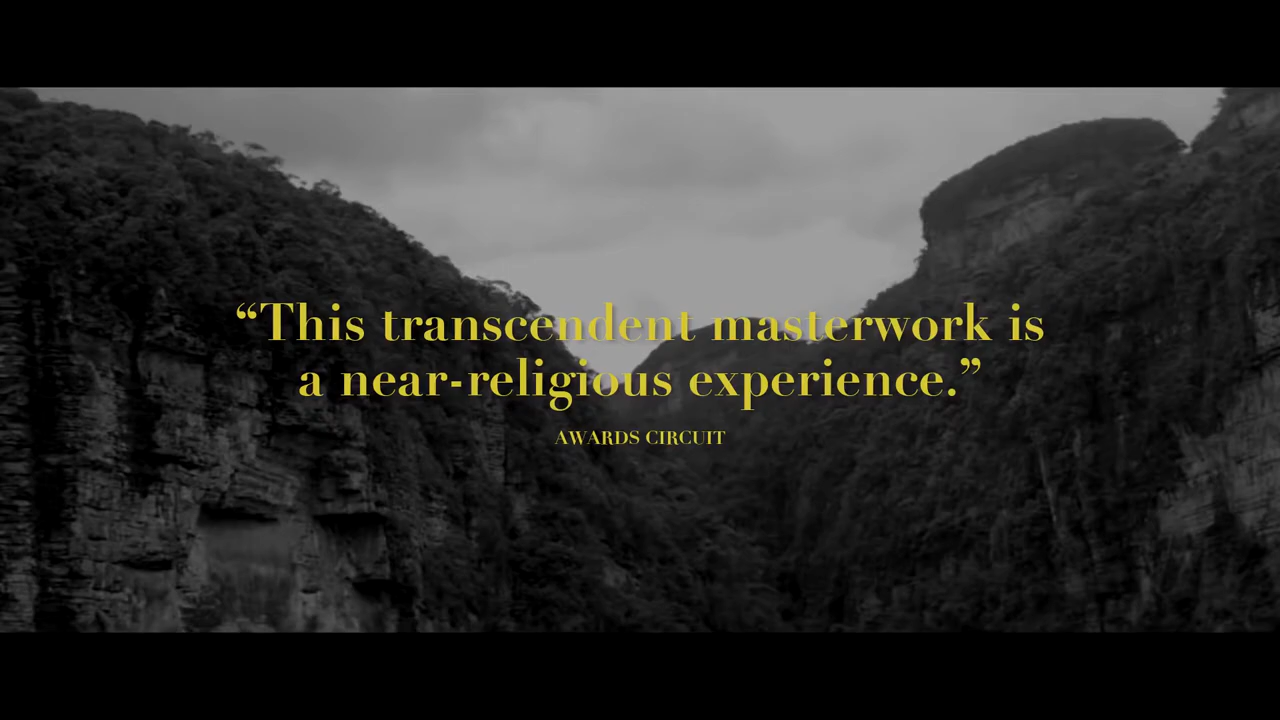 “This transcendent masterwork is
a near-religious experience.”
AWARDS CIRCUIT